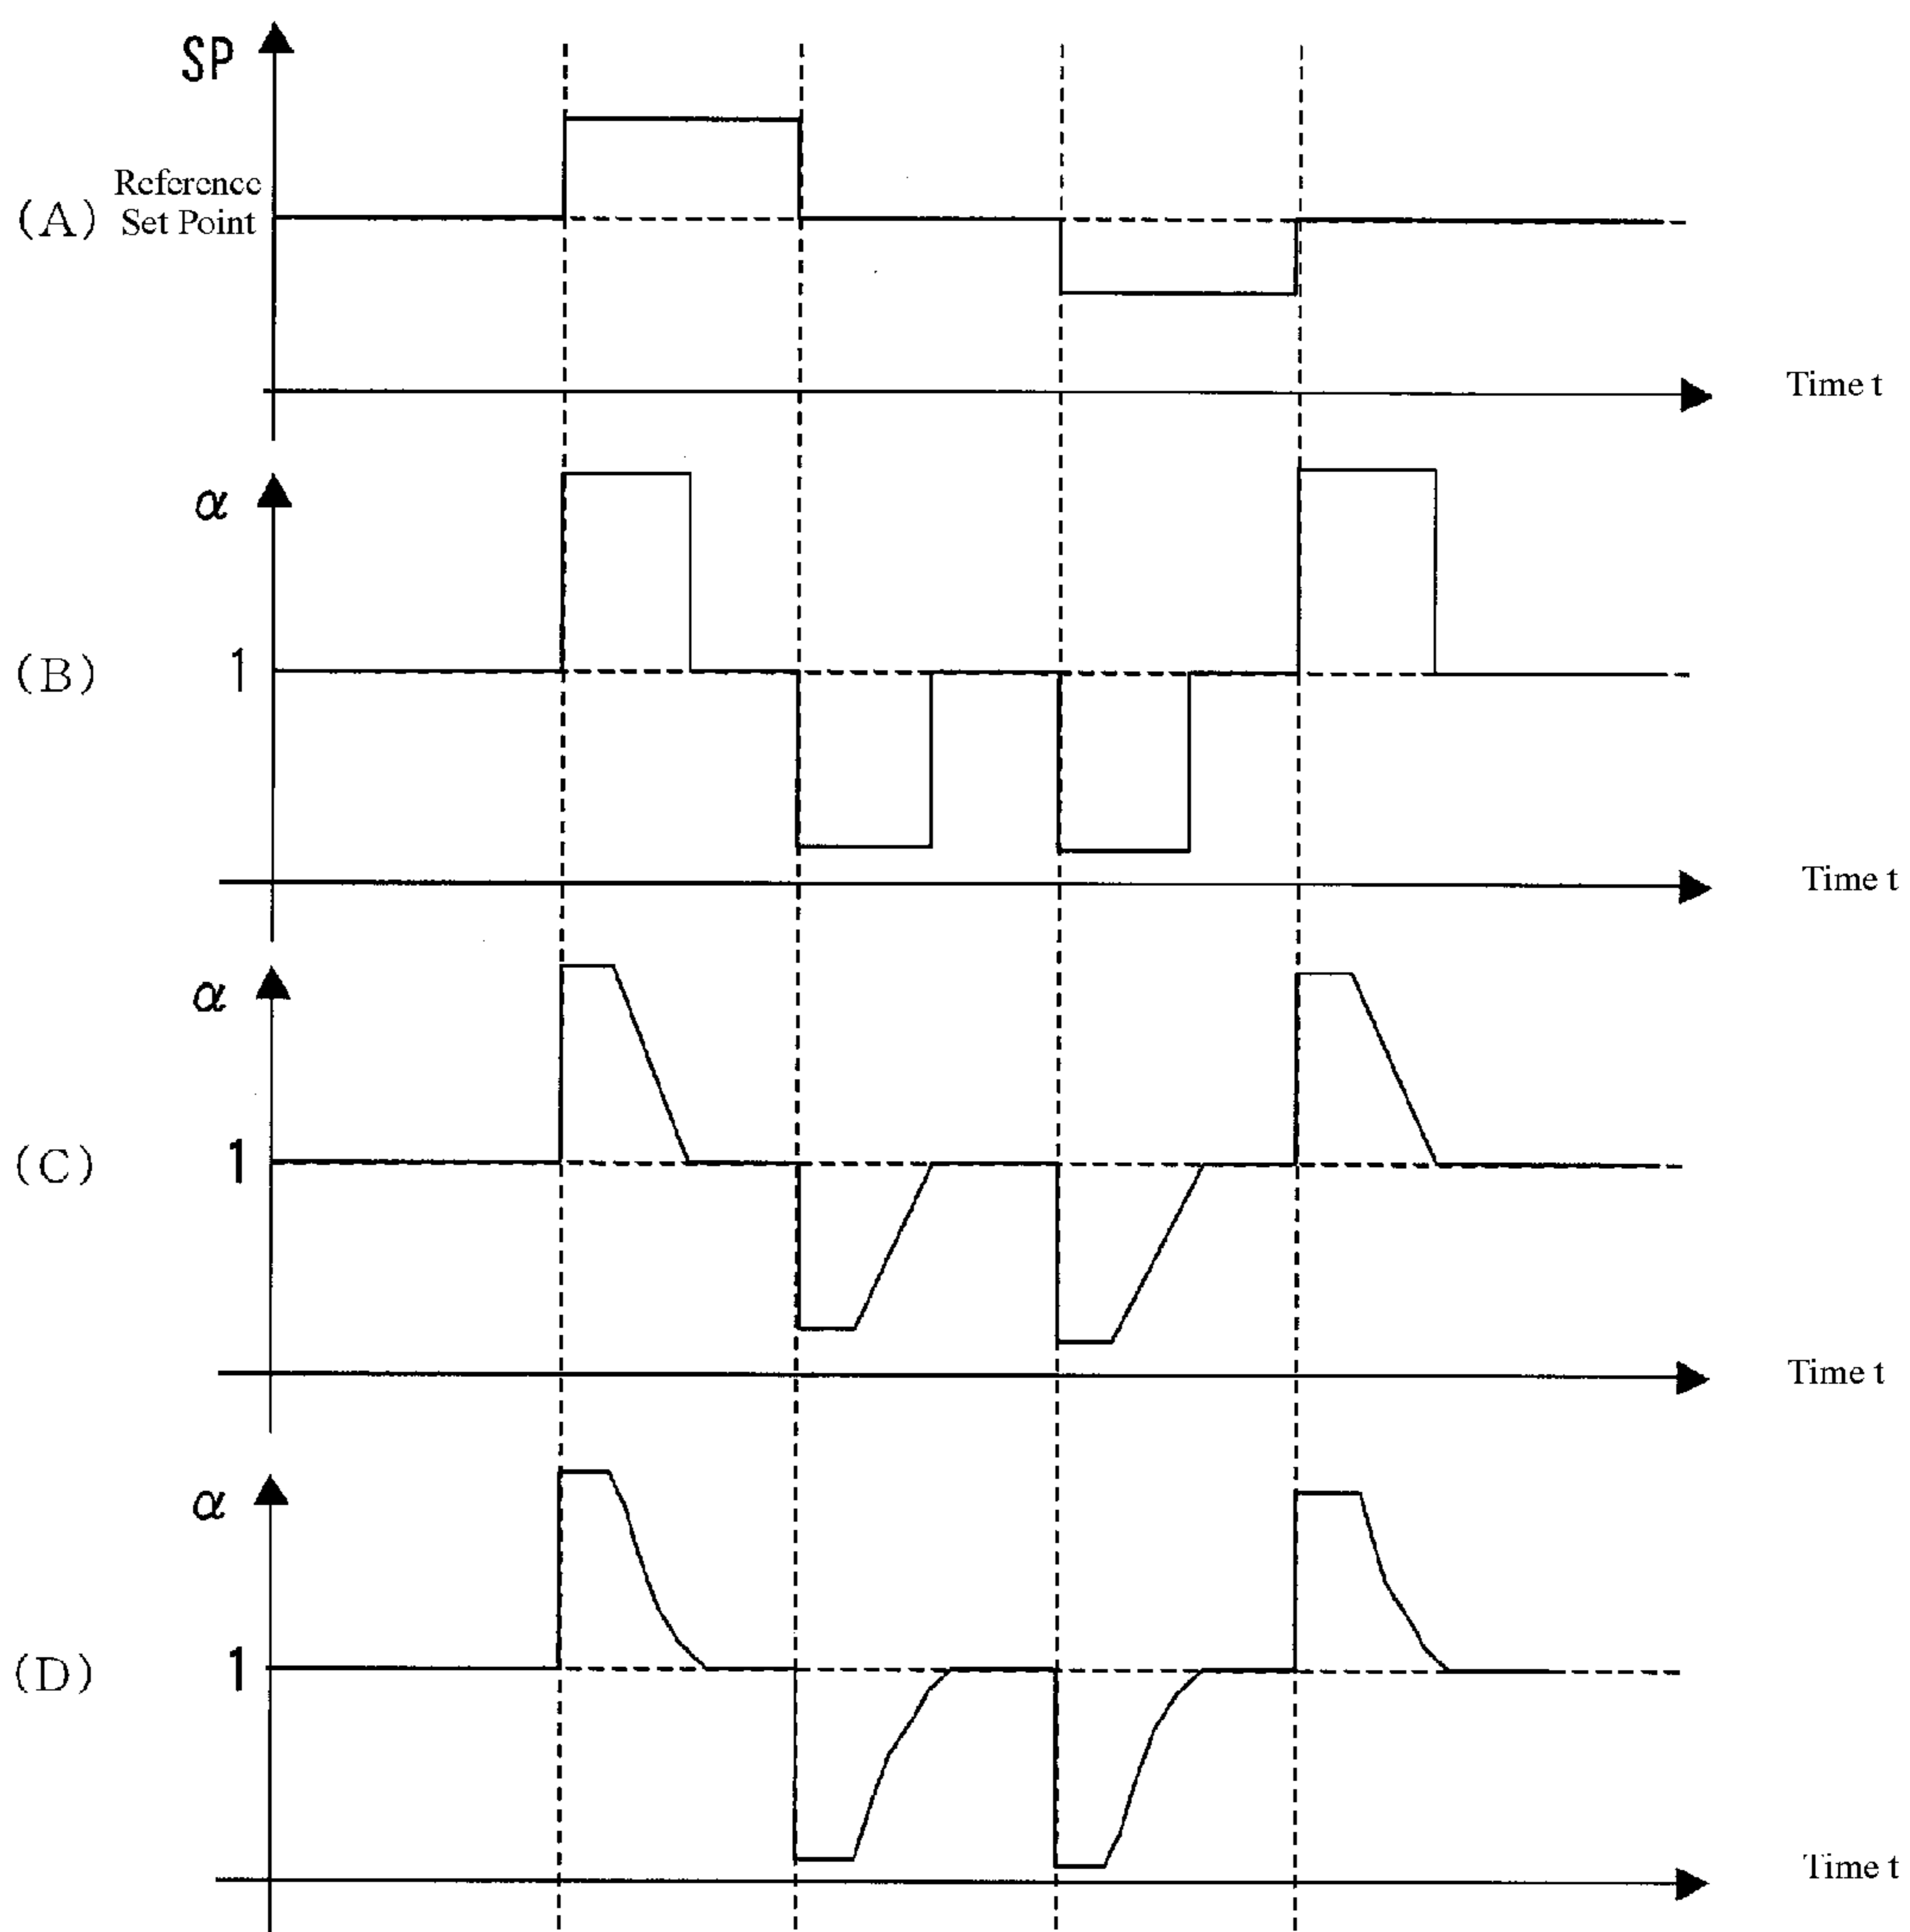 SP
Reference
Set Point
(A)
Time t
α
1
(B)
Time t
α
1
(C)
Time t
α
1
(D)
Time t